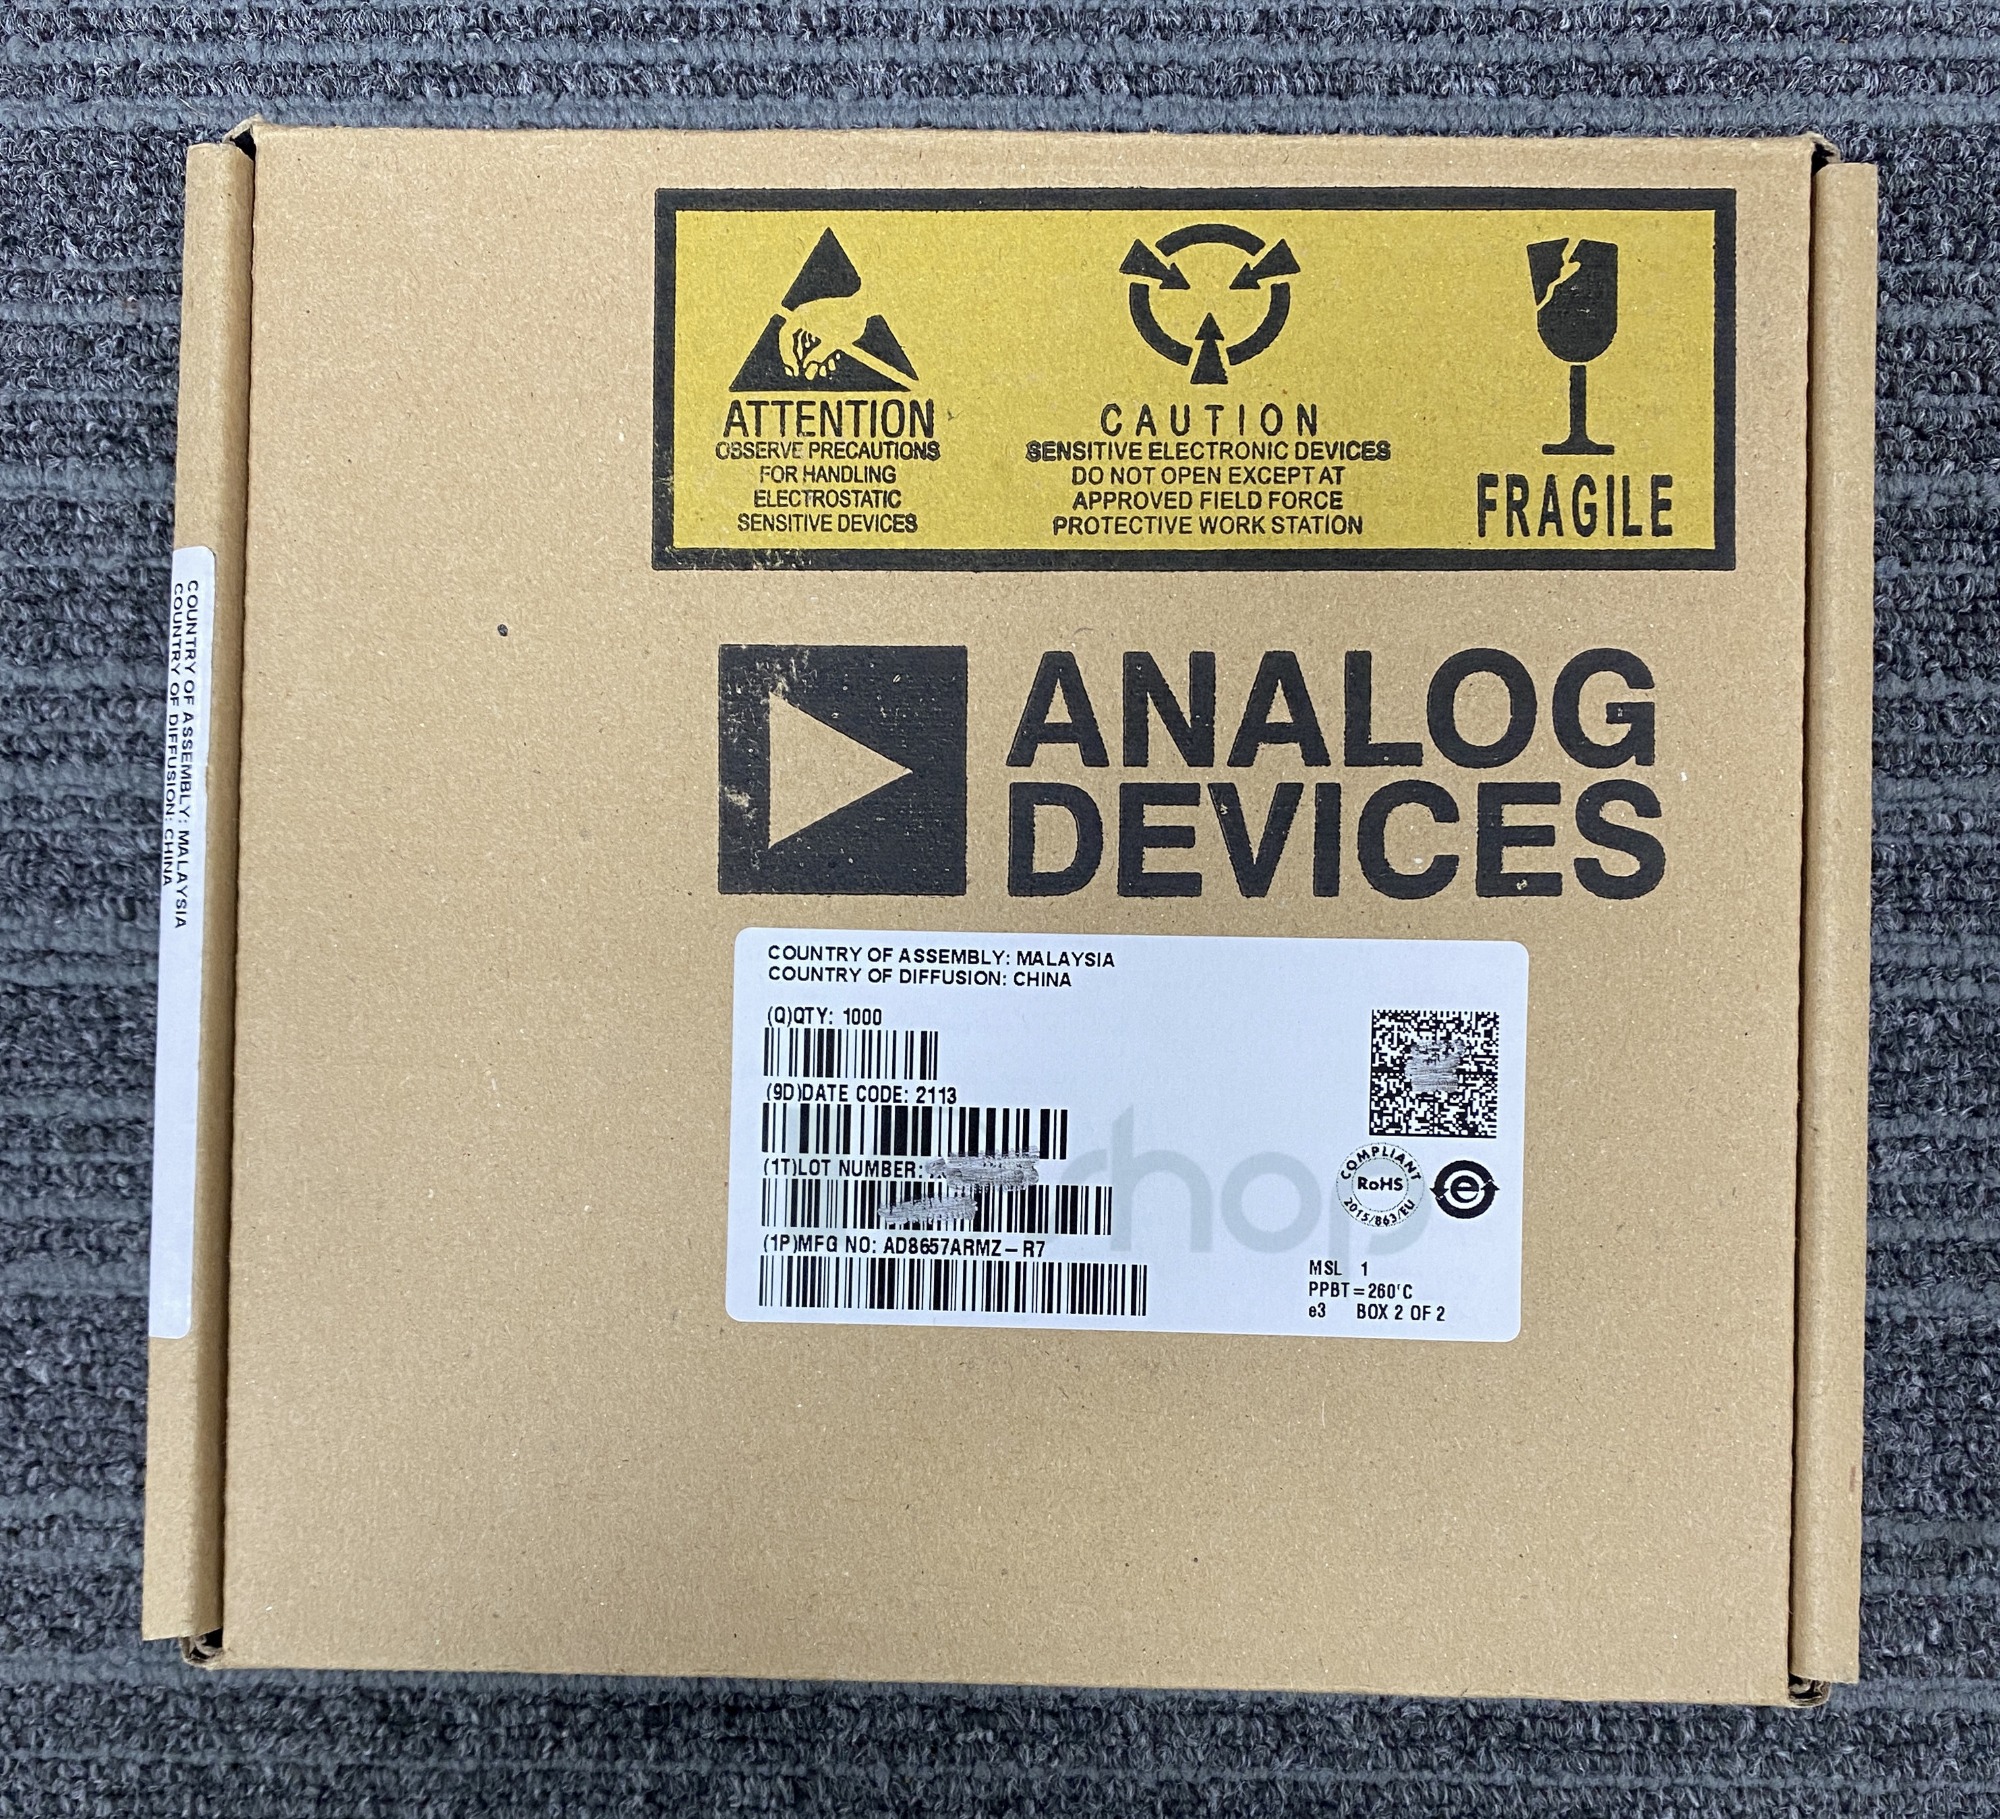 ATTENTION
OBSERVE PRECAUTIONS
FOR HANDLING
ELECTROSTATIC
SENSITIVE DEVICES
CAUTION
SENSITIVE ELECTRONIC DEVICES
DO NOT OPEN EXCEPT AT
APPROVED FIELD FORCE
PROTECTIVE WORK STATION
FRAGILE
ANALOG
DEVICES
COUNTRY OF ASSEMBLY: MALAYSIA
COUNTRY OF DIFFUSION: CHINA
COUNTRY OF ASSEMBLY: MALAYSIA
COUNTRY OF DIFFUSION: CHINA
(Q)QTY: 1000
(9D)DATE CODE: 2113
(1T)LOT NUMBER:
(1P)MFG NO: AD8657ARMZ-R7
COMPLIANT
RoHS
2015/863/EU
e
MSL 1
PPBT=260'C
e3 BOX 2 OF 2
hop